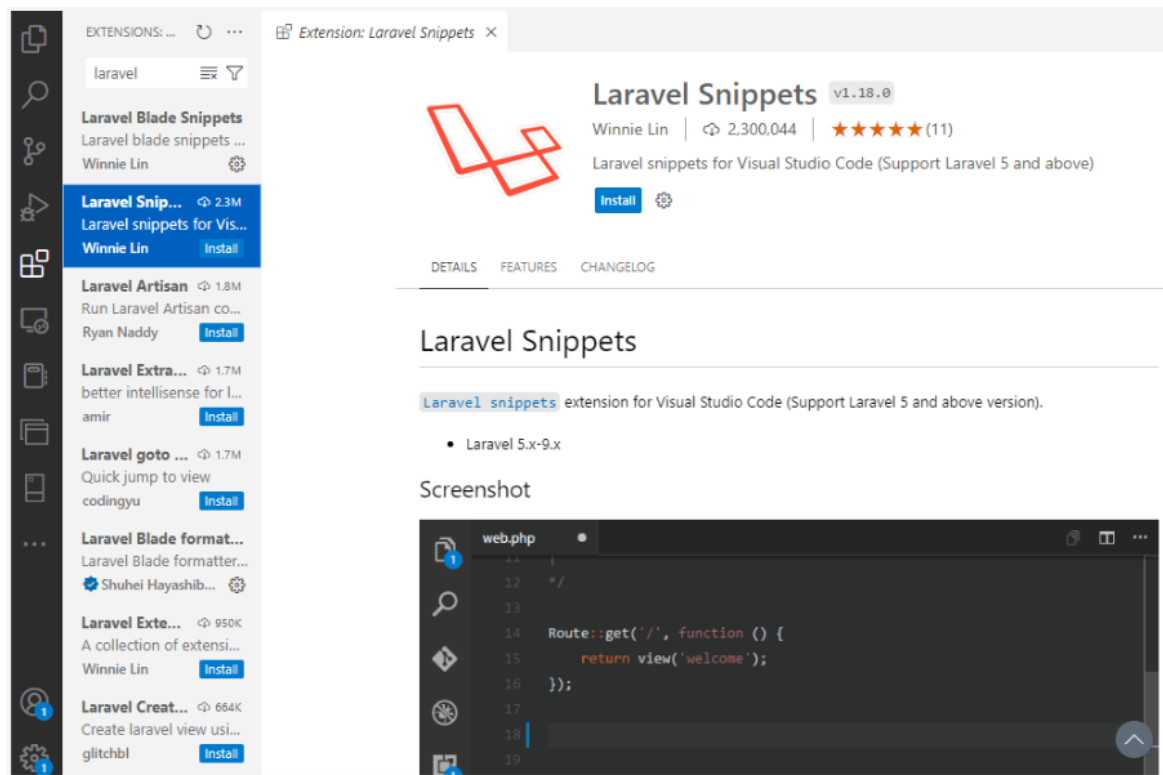 EXTENSIONS: ...
Extension: Laravel Snippets
laravel
Laravel Blade Snippets
Laravel blade snippets ...
Winnie Lin
Laravel Snip... 2.3M
Laravel snippets for Vis...
Winnie Lin Install
Laravel Artisan 1.8M
Run Laravel Artisan co...
Ryan Naddy Install
Laravel Extra... 1.7M
better intellisense for l...
amir Install
Laravel goto ... 1.7M
Quick jump to view
codingyu Install
Laravel Blade format...
Laravel Blade formatter...
Shuhei Hayashib...
Laravel Exte... 950K
A collection of extensi...
Winnie Lin Install
Laravel Creat... 664K
Create laravel view usi...
glitchbl Install
1
1
Laravel Snippets v1.18.0
Winnie Lin 2,300,044 (11)
Laravel snippets for Visual Studio Code (Support Laravel 5 and above)
Install
DETAILS FEATURES CHANGELOG
Laravel Snippets
Laravel snippets extension for Visual Studio Code (Support Laravel 5 and above version).
• Laravel 5.x-9.x
Screenshot
web.php
1
11 |
12 */
13
14 Route::get('/', function () {
15 return view('welcome');
16 });
17
18
19